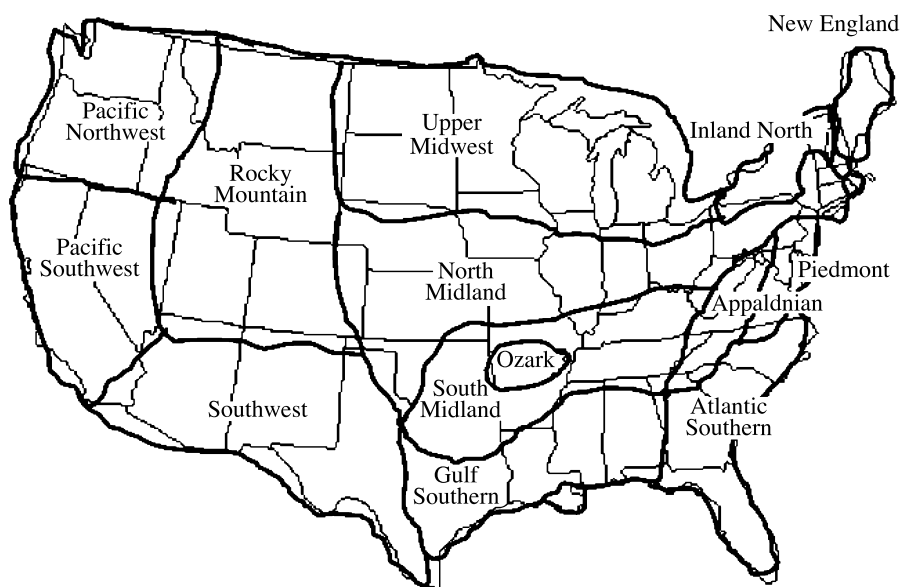 New England
Pacific
Northwest
Upper
Midwest
Inland North
Rocky
Mountain
Pacific
Southwest
North
Midland
Piedmont
Appaldnian
Ozark
South
Midland
Southwest
Atlantic
Southern
Gulf
Southern